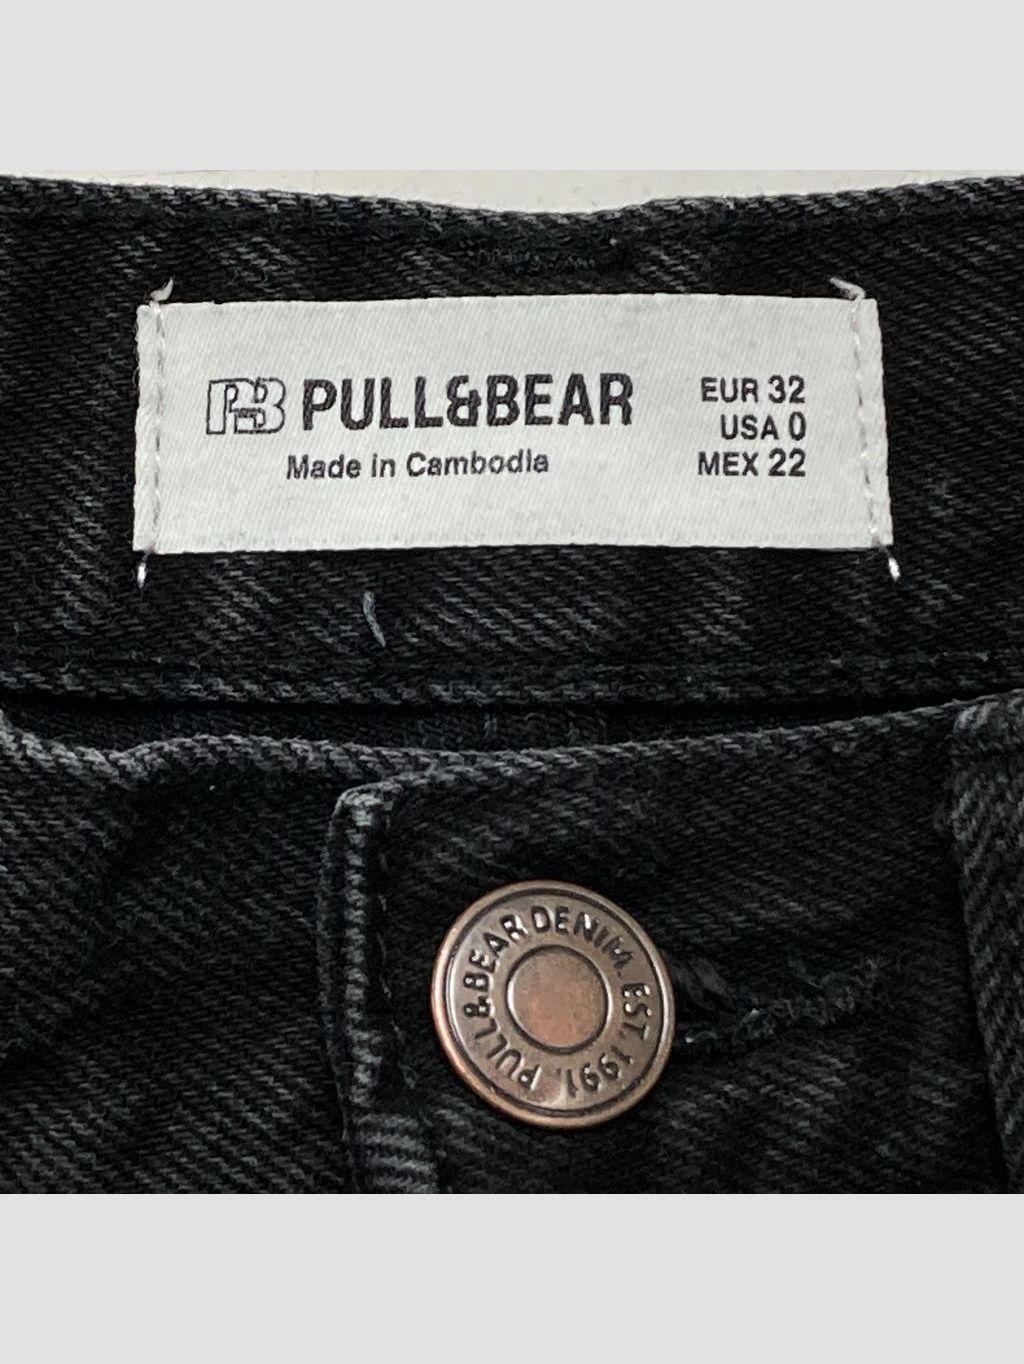 PB PULL&BEAR
Made in Cambodia
EUR 32
USA 0
MEX 22
PULL&BEAR DENIM. EST. 1991.